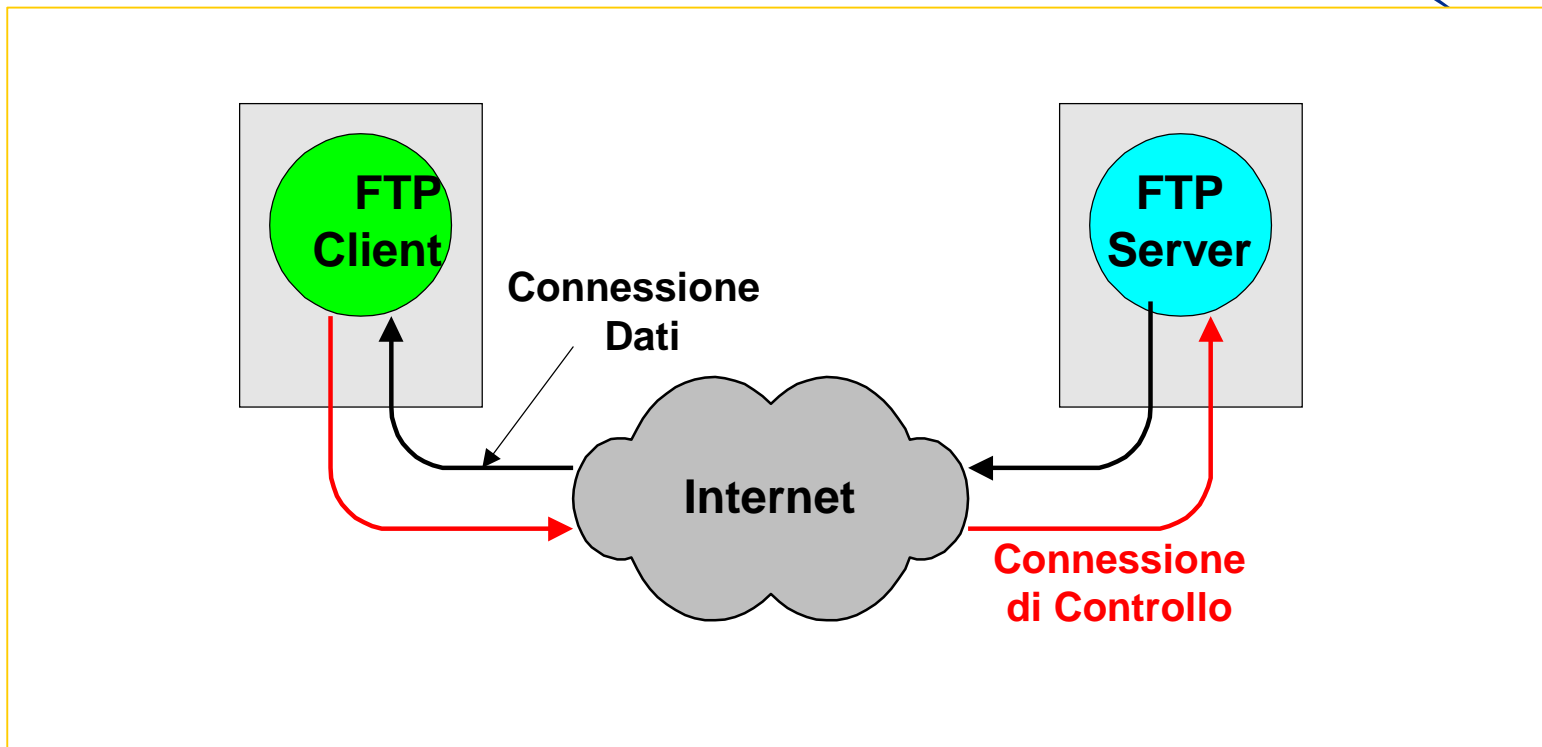 FTP
Client
FTP
Server
Connessione
Dati
Internet
Connessione
di Controllo